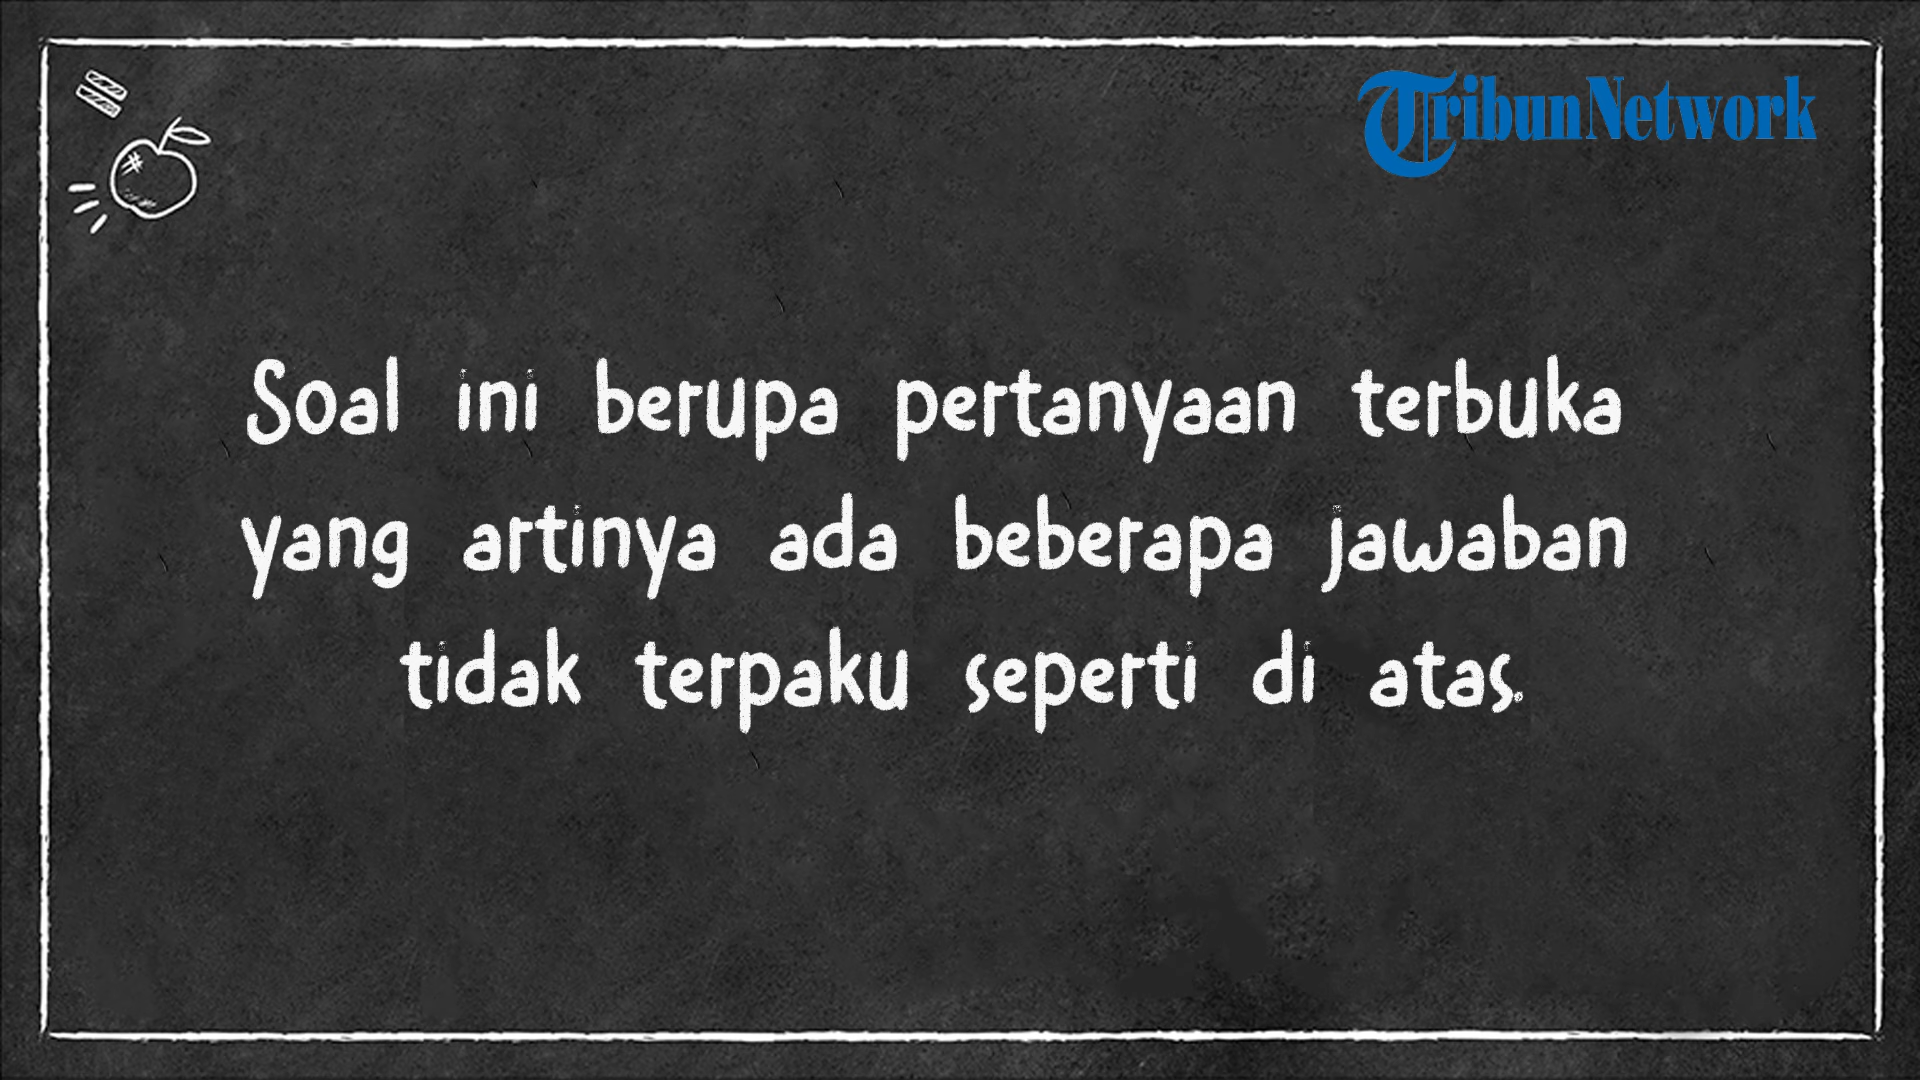 TribunNetwork
Soal ini berupa pertanyaan terbuka
yang artinya ada beberapa jawaban
tidak terpaku seperti di atas.